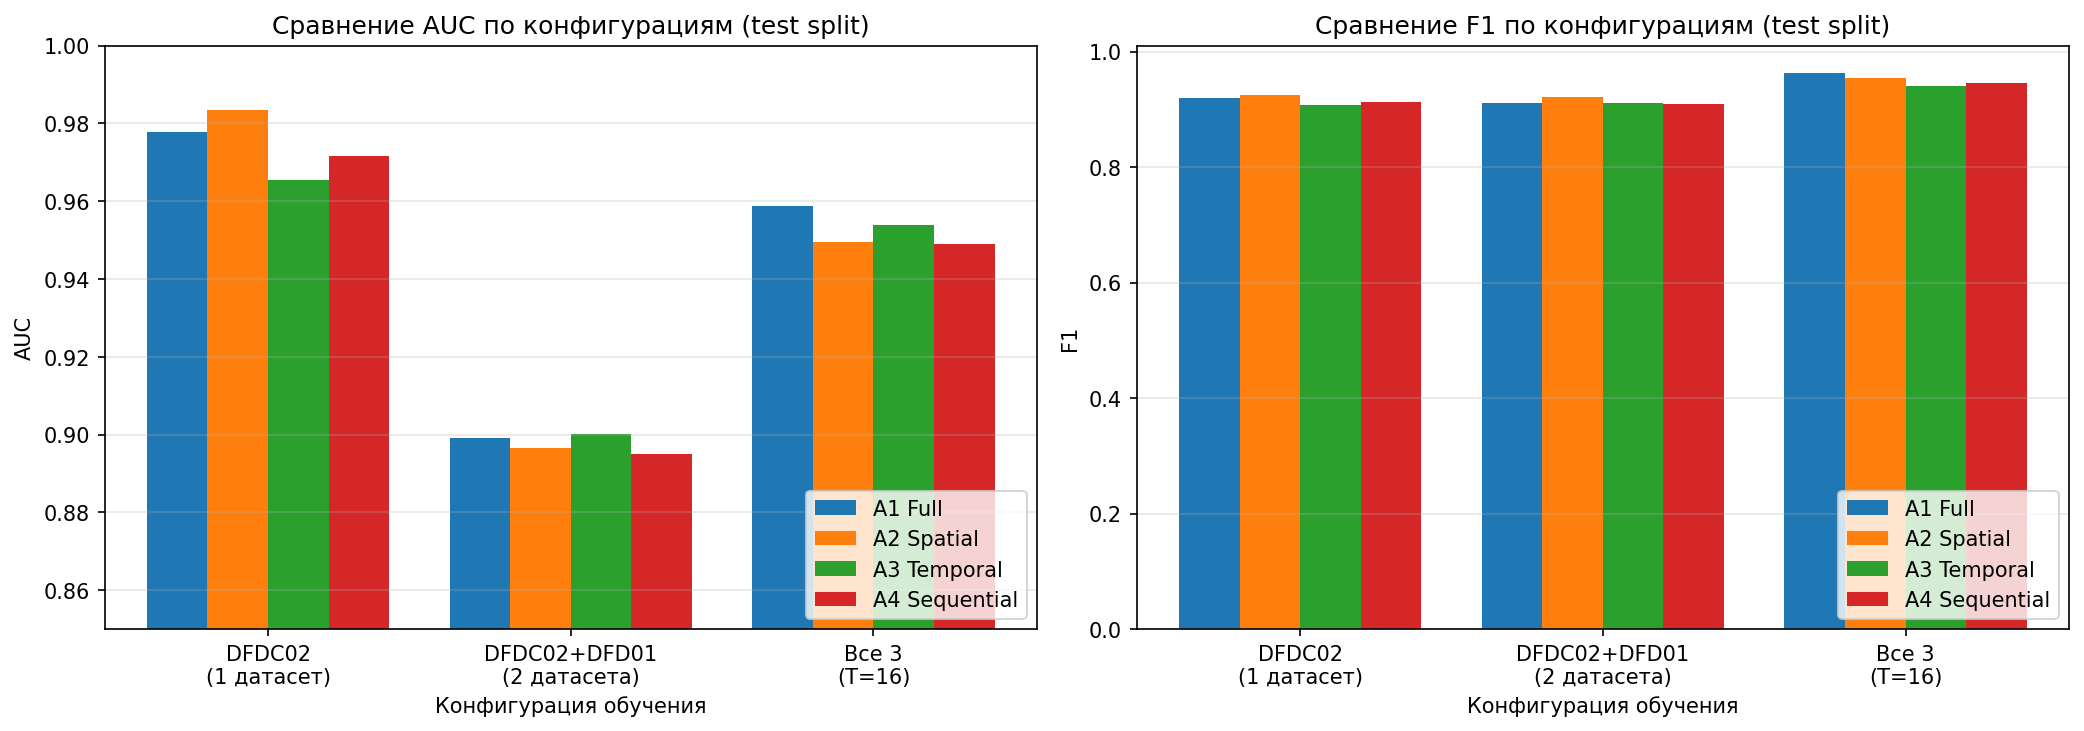 Сравнение AUC по конфигурациям (test split)
1.00
0.98
0.96
0.94
0.92
0.90
0.88
0.86
AUC
A1 Full
A2 Spatial
A3 Temporal
A4 Sequential
DFDC02
(1 датасет)
DFDC02+DFD01
(2 датасета)
Все 3
(T=16)
Конфигурация обучения
Сравнение F1 по конфигурациям (test split)
1.0
0.8
0.6
0.4
0.2
0.0
F1
A1 Full
A2 Spatial
A3 Temporal
A4 Sequential
DFDC02
(1 датасет)
DFDC02+DFD01
(2 датасета)
Все 3
(T=16)
Конфигурация обучения